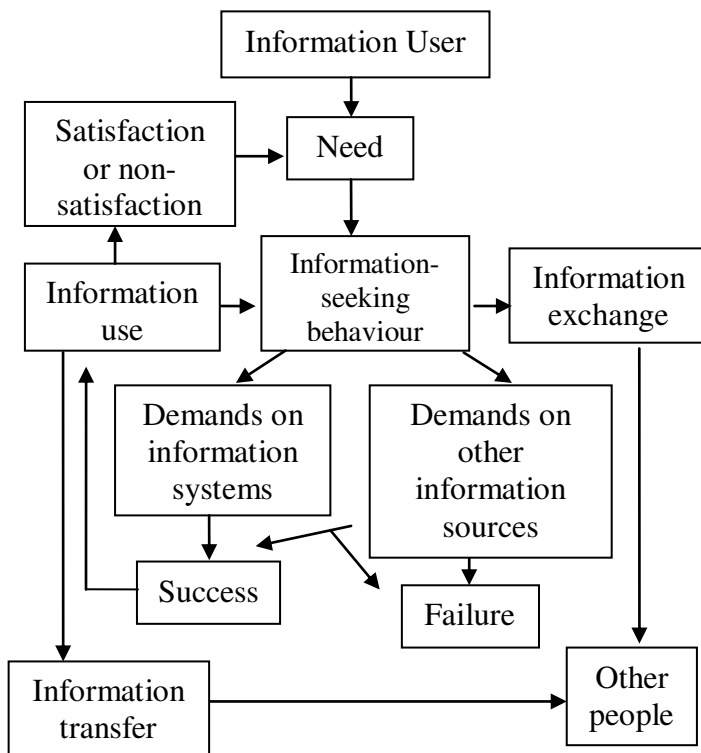 Information User
Satisfaction
or non-
satisfaction
Need
Information
use
Information-
seeking
behaviour
Information
exchange
Demands on
information
systems
Demands on
other
information
sources
Success
Failure
Information
transfer
Other
people